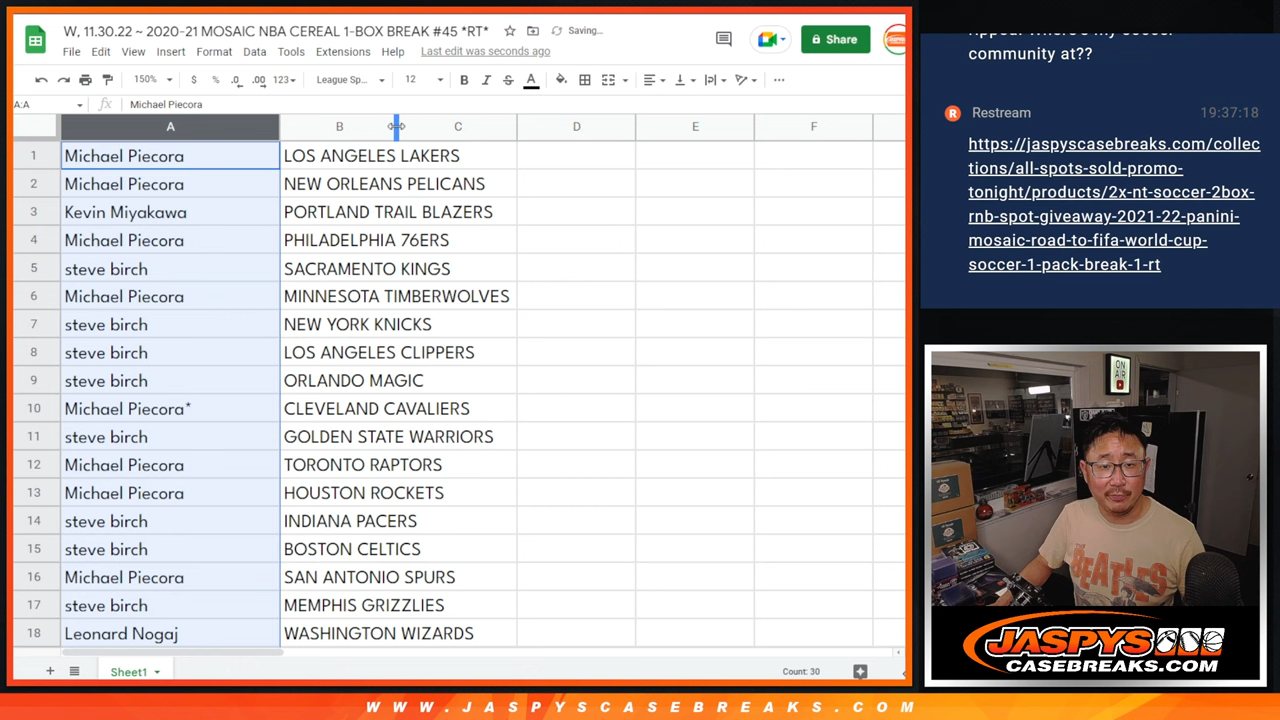 W, 11.30.22 ~ 2020-21 MOSAIC NBA CEREAL 1-BOX BREAK #45 *RT*
Saving...
File Edit View Insert Format Data Tools Extensions Help Last edit was seconds ago
Share
150% $ % .0 .00 123 League Sp... 12 B I S A
A:A fx Michael Piecora
A B C D E F
1 Michael Piecora LOS ANGELES LAKERS
2 Michael Piecora NEW ORLEANS PELICANS
3 Kevin Miyakawa PORTLAND TRAIL BLAZERS
4 Michael Piecora PHILADELPHIA 76ERS
5 steve birch SACRAMENTO KINGS
6 Michael Piecora MINNESOTA TIMBERWOLVES
7 steve birch NEW YORK KNICKS
8 steve birch LOS ANGELES CLIPPERS
9 steve birch ORLANDO MAGIC
10 Michael Piecora* CLEVELAND CAVALIERS
11 steve birch GOLDEN STATE WARRIORS
12 Michael Piecora TORONTO RAPTORS
13 Michael Piecora HOUSTON ROCKETS
14 steve birch INDIANA PACERS
15 steve birch BOSTON CELTICS
16 Michael Piecora SAN ANTONIO SPURS
17 steve birch MEMPHIS GRIZZLIES
18 Leonard Nogaj WASHINGTON WIZARDS
Sheet1
Count: 30
community at??
Restream 19:37:18
https://jaspyscasebreaks.com/collec
tions/all-spots-sold-promo-
tonight/products/2x-nt-soccer-2box-
rnb-spot-giveaway-2021-22-panini-
mosaic-road-to-fifa-world-cup-
soccer-1-pack-break-1-rt
ON
AIR
BEATLES
JASPYS
CASEBREAKS.COM
WWW.JASPYSCASEBREAKS.COM